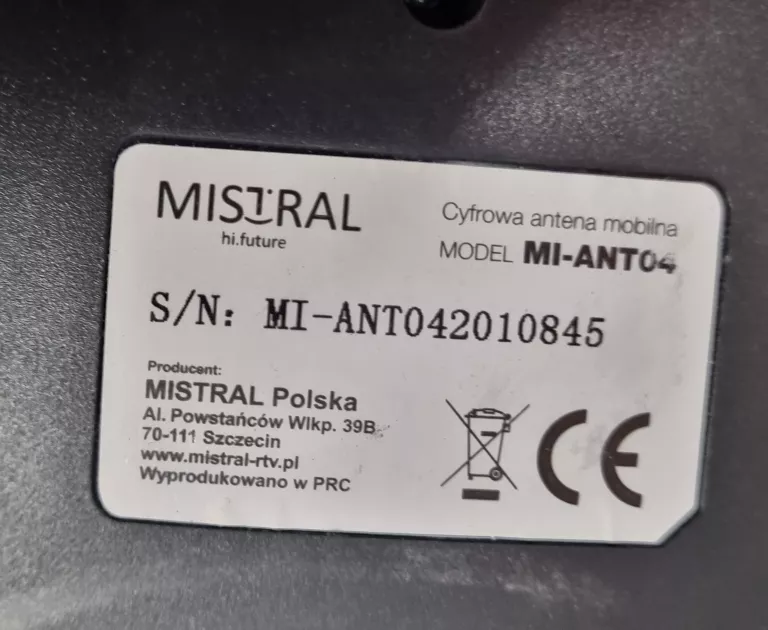 MISTRAL
hi.future
Cyfrowa antena mobilna
MODEL MI-ANT04
S/N: MI-ANT042010845
Producent:
MISTRAL Polska
Al. Powstańców Wlkp. 39B
70-111 Szczecin
www.mistral-rtv.pl
Wyprodukowano w PRC
CE